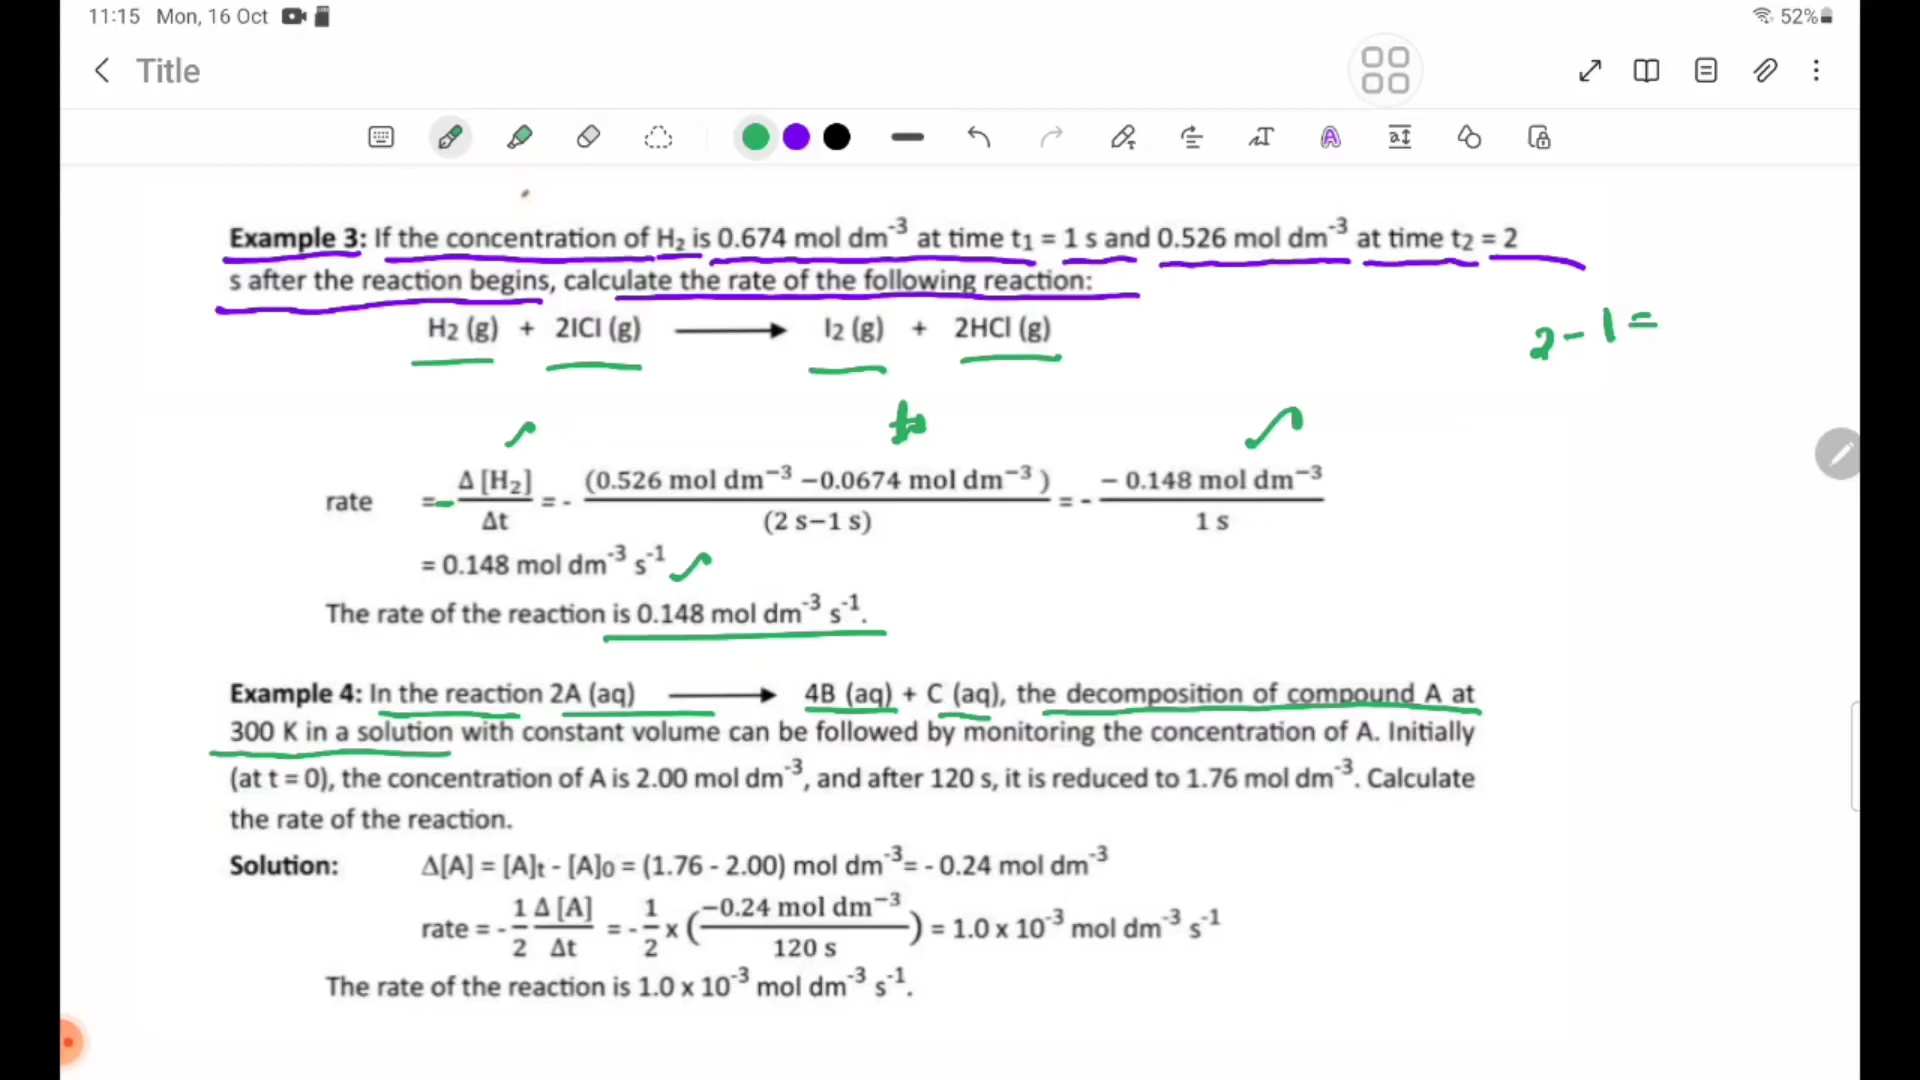 11:15 Mon, 16 Oct 52%
Title
Example 3: If the concentration of H₂ is 0.674 mol dm⁻³ at time t₁ = 1 s and 0.526 mol dm⁻³ at time t₂ = 2
s after the reaction begins, calculate the rate of the following reaction:
H₂ (g) + 2ICl (g) ⟶ I₂ (g) + 2HCl (g)
2 - 1 =
rate = - Δ [H₂] / Δt = - (0.526 mol dm⁻³ −0.0674 mol dm⁻³ ) / (2 s−1 s) = - − 0.148 mol dm⁻³ / 1 s
= 0.148 mol dm⁻³ s⁻¹
The rate of the reaction is 0.148 mol dm⁻³ s⁻¹.
Example 4: In the reaction 2A (aq) ⟶ 4B (aq) + C (aq), the decomposition of compound A at
300 K in a solution with constant volume can be followed by monitoring the concentration of A. Initially
(at t = 0), the concentration of A is 2.00 mol dm⁻³, and after 120 s, it is reduced to 1.76 mol dm⁻³. Calculate
the rate of the reaction.
Solution: Δ[A] = [A]t - [A]₀ = (1.76 - 2.00) mol dm⁻³= - 0.24 mol dm⁻³
rate = - 1/2 Δ [A] / Δt = - 1/2 x (−0.24 mol dm⁻³ / 120 s) = 1.0 x 10⁻³ mol dm⁻³ s⁻¹
The rate of the reaction is 1.0 x 10⁻³ mol dm⁻³ s⁻¹.